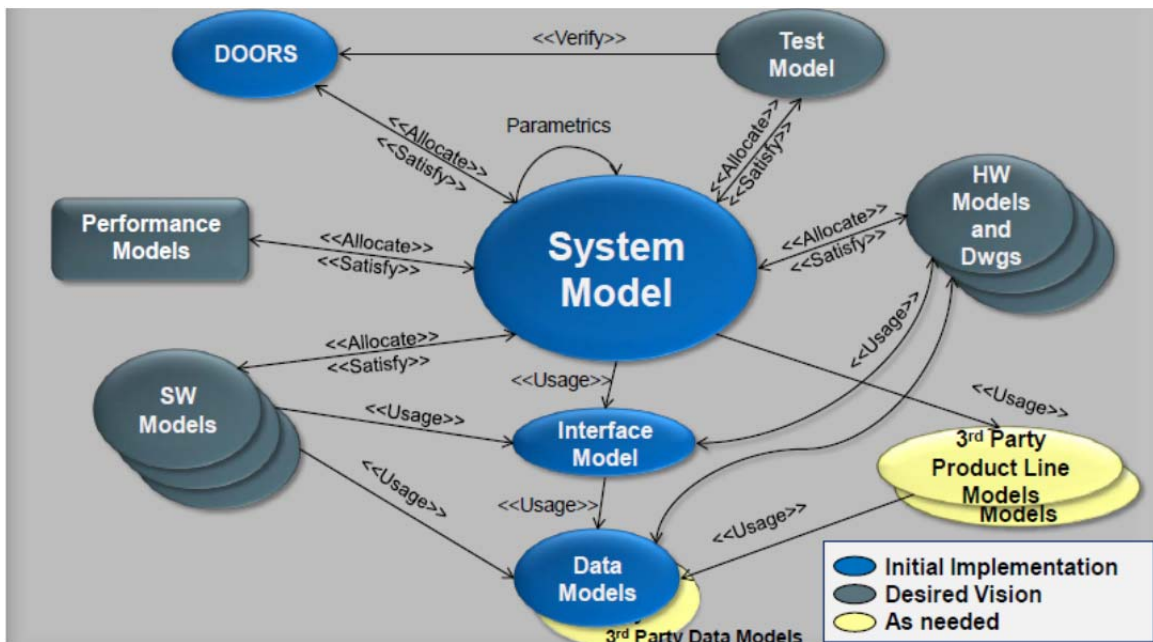 DOORS
<<Verify>>
Test
Model
Parametrics
<<Allocate>>
<<Satisfy>>
<<Allocate>>
<<Satisfy>>
HW
Models
and
Dwgs
Performance
Models
<<Allocate>>
<<Satisfy>>
System
Model
<<Allocate>>
<<Satisfy>>
<<Allocate>>
<<Satisfy>>
<<Usage>>
<<Usage>>
SW
Models
<<Usage>>
Interface
Model
<<Usage>>
3rd Party
Product Line
Models
Models
<<Usage>>
<<Usage>>
<<Usage>>
Data
Models
3rd Party Data Models
Initial Implementation
Desired Vision
As needed